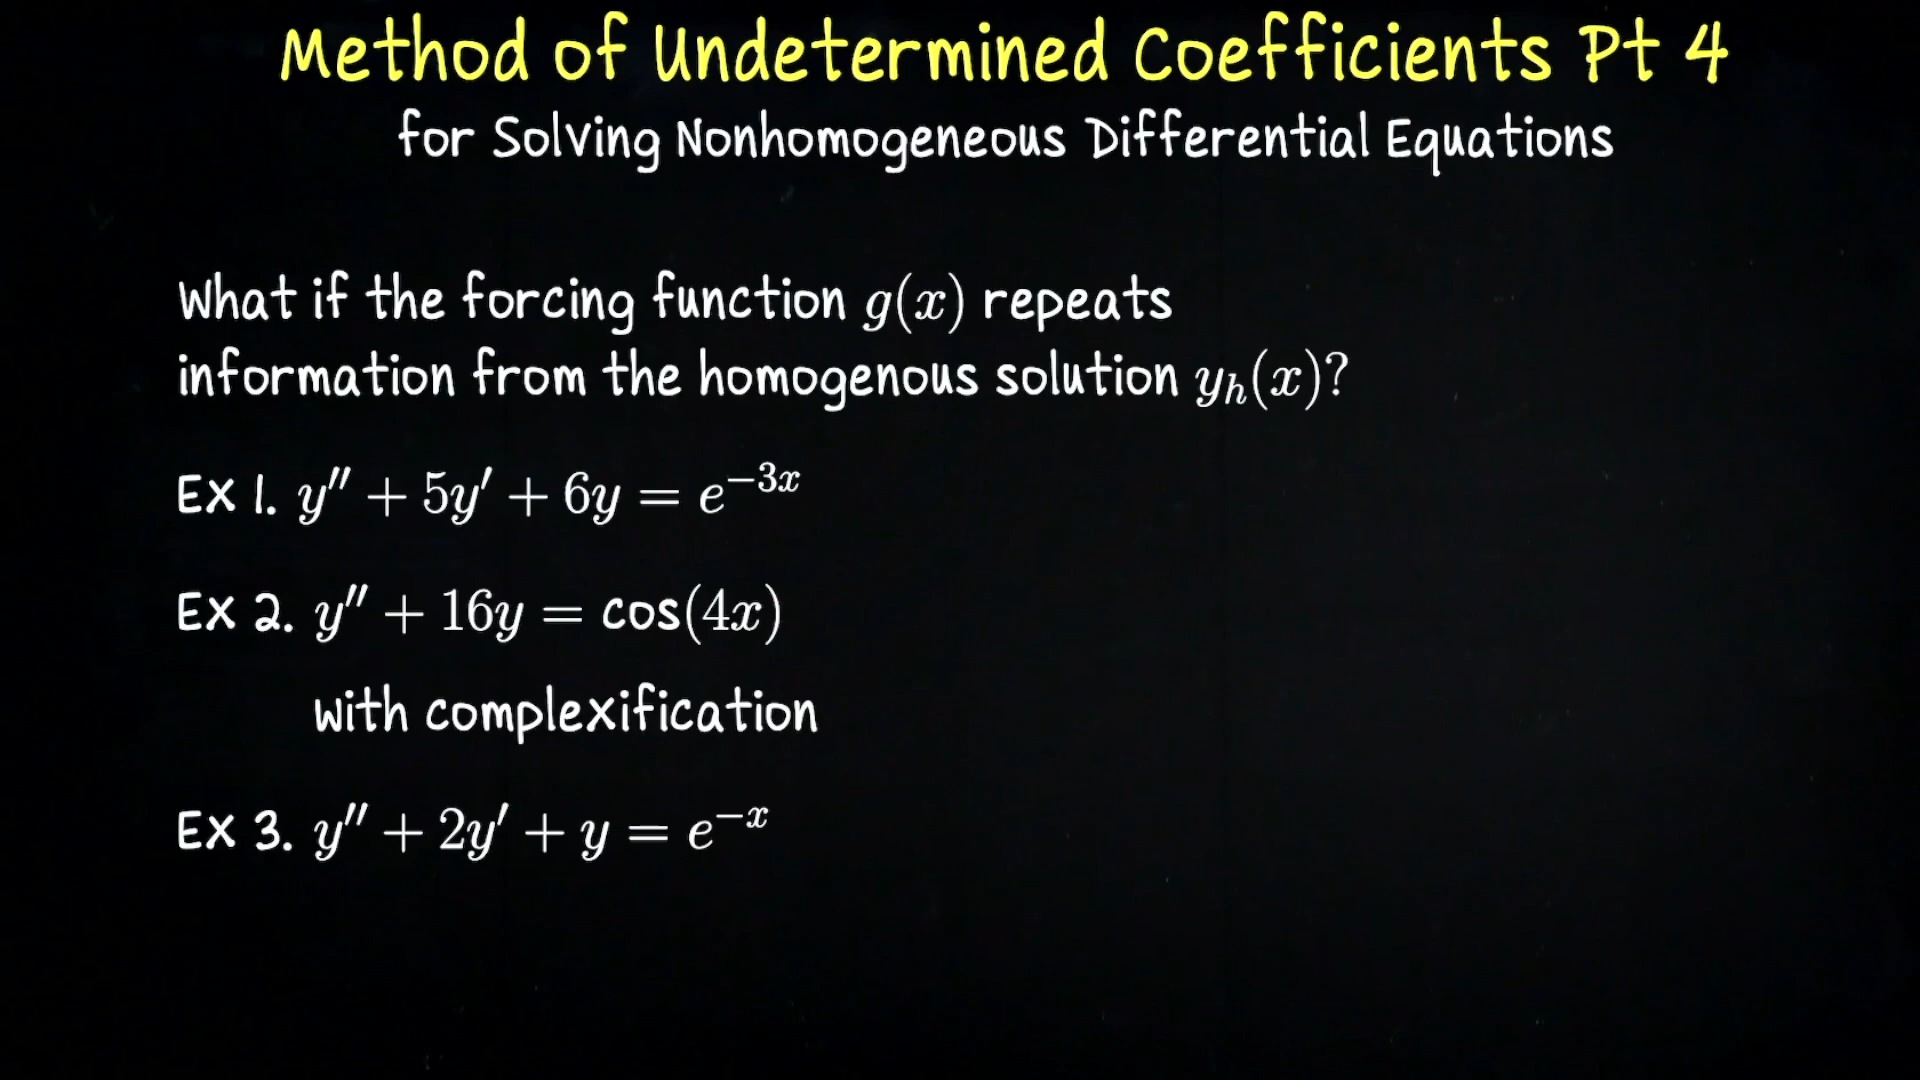 Method of Undetermined Coefficients Pt 4
for Solving Nonhomogeneous Differential Equations
What if the forcing function g(x) repeats
information from the homogenous solution yₕ(x)?
Ex 1. y″ + 5y′ + 6y = e⁻³ˣ
Ex 2. y″ + 16y = cos(4x)
with complexification
Ex 3. y″ + 2y′ + y = e⁻ˣ